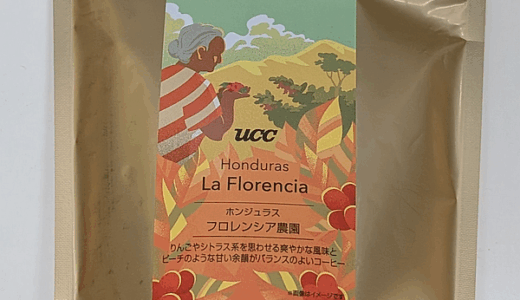 ucc
Honduras
La Florencia
ホンジュラス
フロレンシア農園
りんごやシトラス系を思わせる爽やかな風味と
ピーチのような甘い余韻がバランスのよいコーヒー
※画像はイメージです